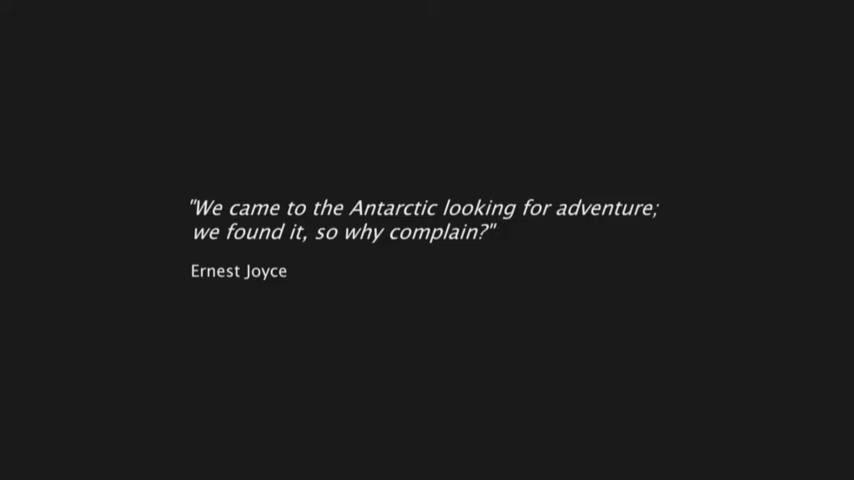 "We came to the Antarctic looking for adventure;
we found it, so why complain?"
Ernest Joyce